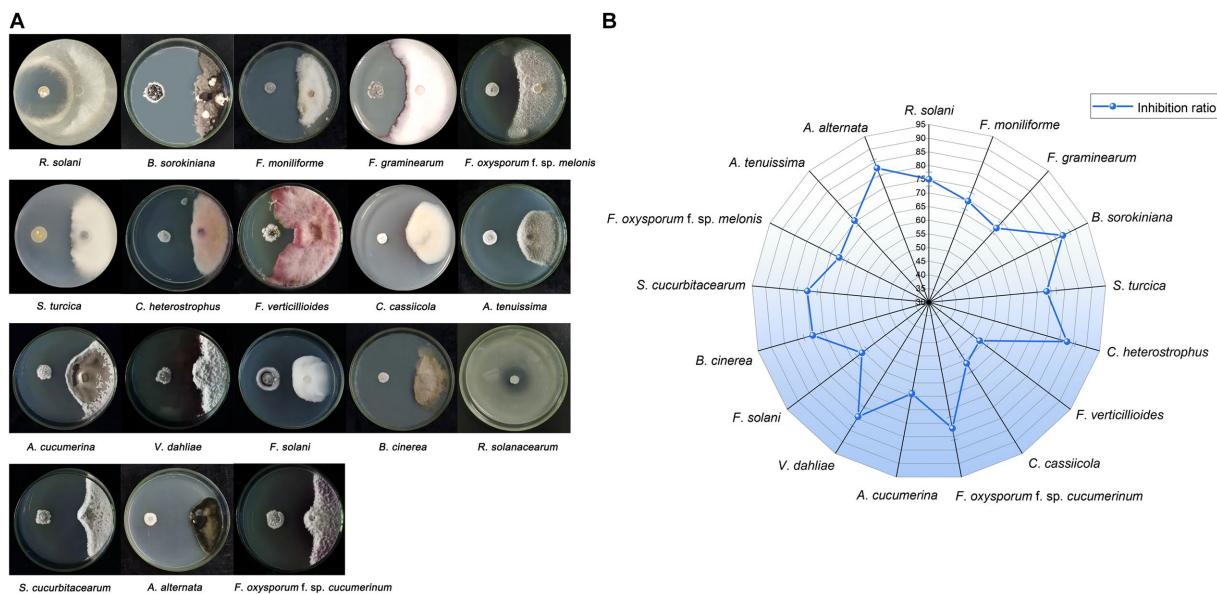 A
R. solani
B. sorokiniana
F. moniliforme
F. graminearum
F. oxysporum f. sp. melonis
S. turcica
C. heterostrophus
F. verticillioides
C. cassiicola
A. tenuissima
A. cucumerina
V. dahliae
F. solani
B. cinerea
R. solanacearum
S. cucurbitacearum
A. alternata
F. oxysporum f. sp. cucumerinum
B
Inhibition ratio
R. solani
F. moniliforme
F. graminearum
B. sorokiniana
S. turcica
C. heterostrophus
F. verticillioides
C. cassiicola
F. oxysporum f. sp. cucumerinum
A. cucumerina
V. dahliae
F. solani
B. cinerea
S. cucurbitacearum
F. oxysporum f. sp. melonis
A. tenuissima
A. alternata
95
90
85
80
75
70
65
60
55
50
45
40
35
30